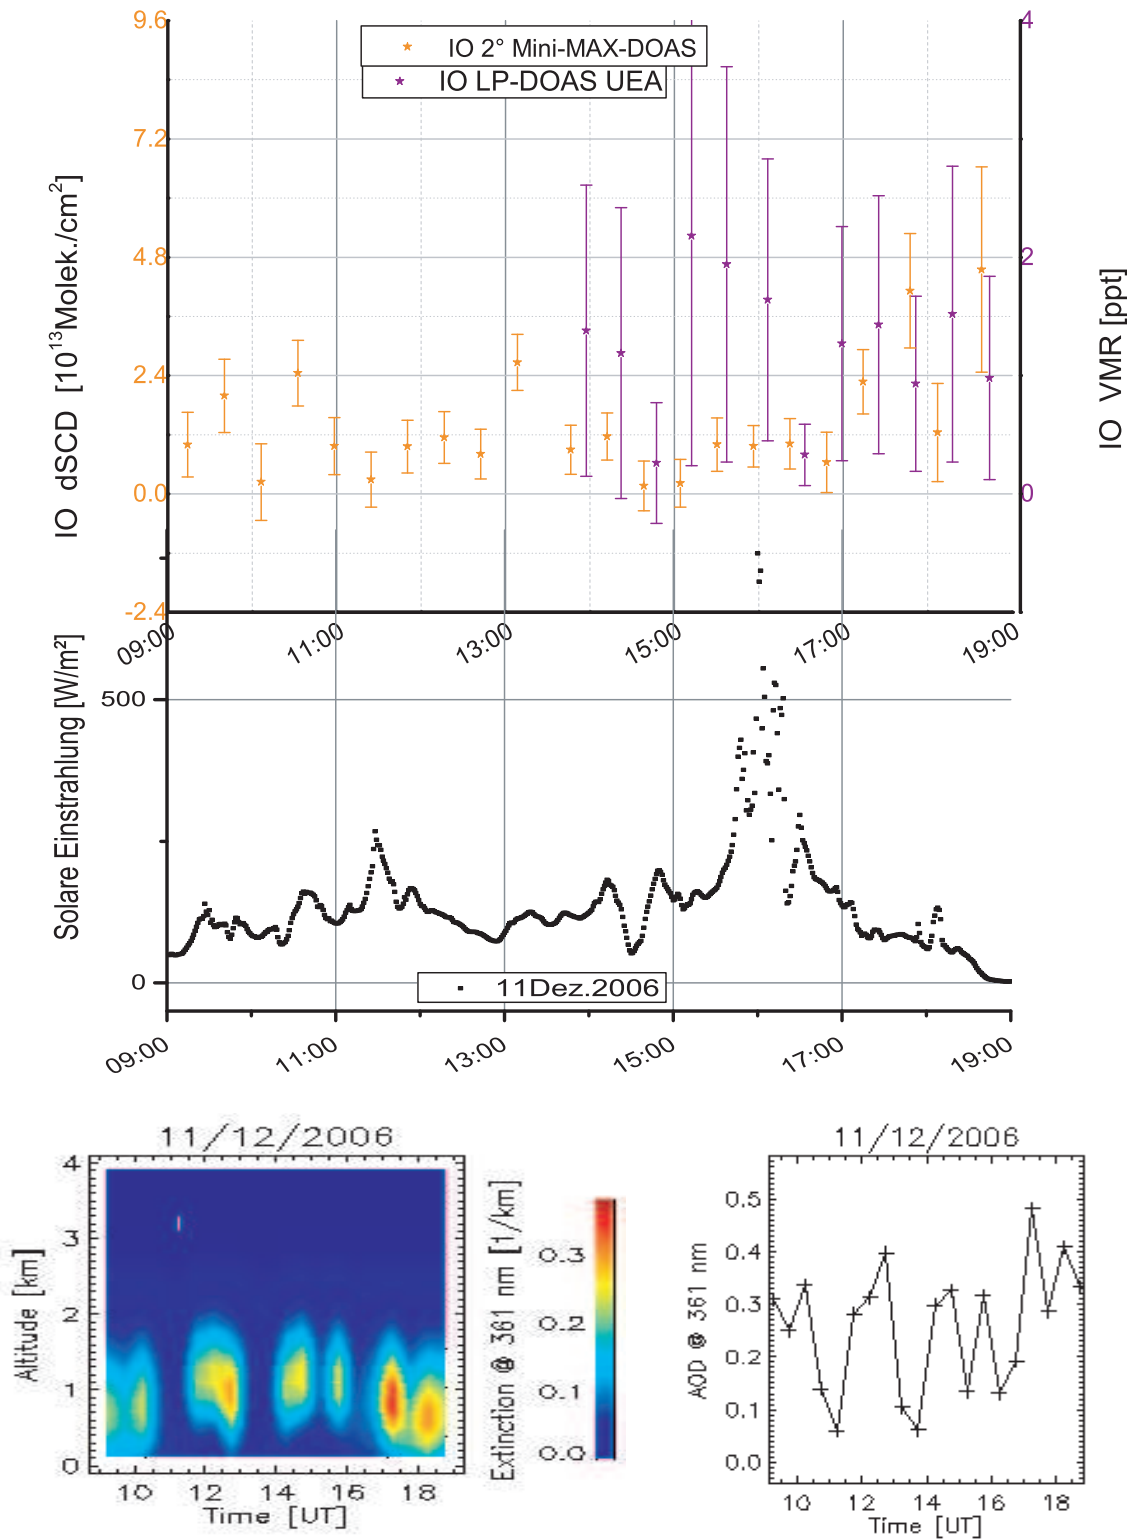 9.6
7.2
4.8
2.4
0.0
-2.4
IO dSCD [10¹³Molek./cm²]
IO 2° Mini-MAX-DOAS
IO LP-DOAS UEA
4
2
0
IO VMR [ppt]
09:00 11:00 13:00 15:00 17:00 19:00
Solare Einstrahlung [W/m²]
500
0
11Dez.2006
09:00 11:00 13:00 15:00 17:00 19:00
11/12/2006
4
3
2
1
0
Altitude [km]
10 12 14 16 18
Time [UT]
Extinction @ 361 nm [1/km]
0.3
0.2
0.1
0.0
11/12/2006
AOD @ 361 nm
0.5
0.4
0.3
0.2
0.1
0.0
10 12 14 16 18
Time [UT]